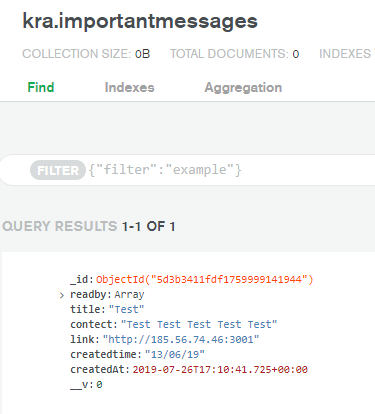 kra.importantmessages
COLLECTION SIZE: 0B TOTAL DOCUMENTS: 0 INDEXES
Find Indexes Aggregation
FILTER {"filter":"example"}
QUERY RESULTS 1-1 OF 1
_id: ObjectId("5d3b3411fdf1759999141944")
> readby: Array
title: "Test"
contect: "Test Test Test Test Test"
link: "http://185.56.74.46:3001"
createdtime: "13/06/19"
createdAt: 2019-07-26T17:10:41.725+00:00
__v: 0